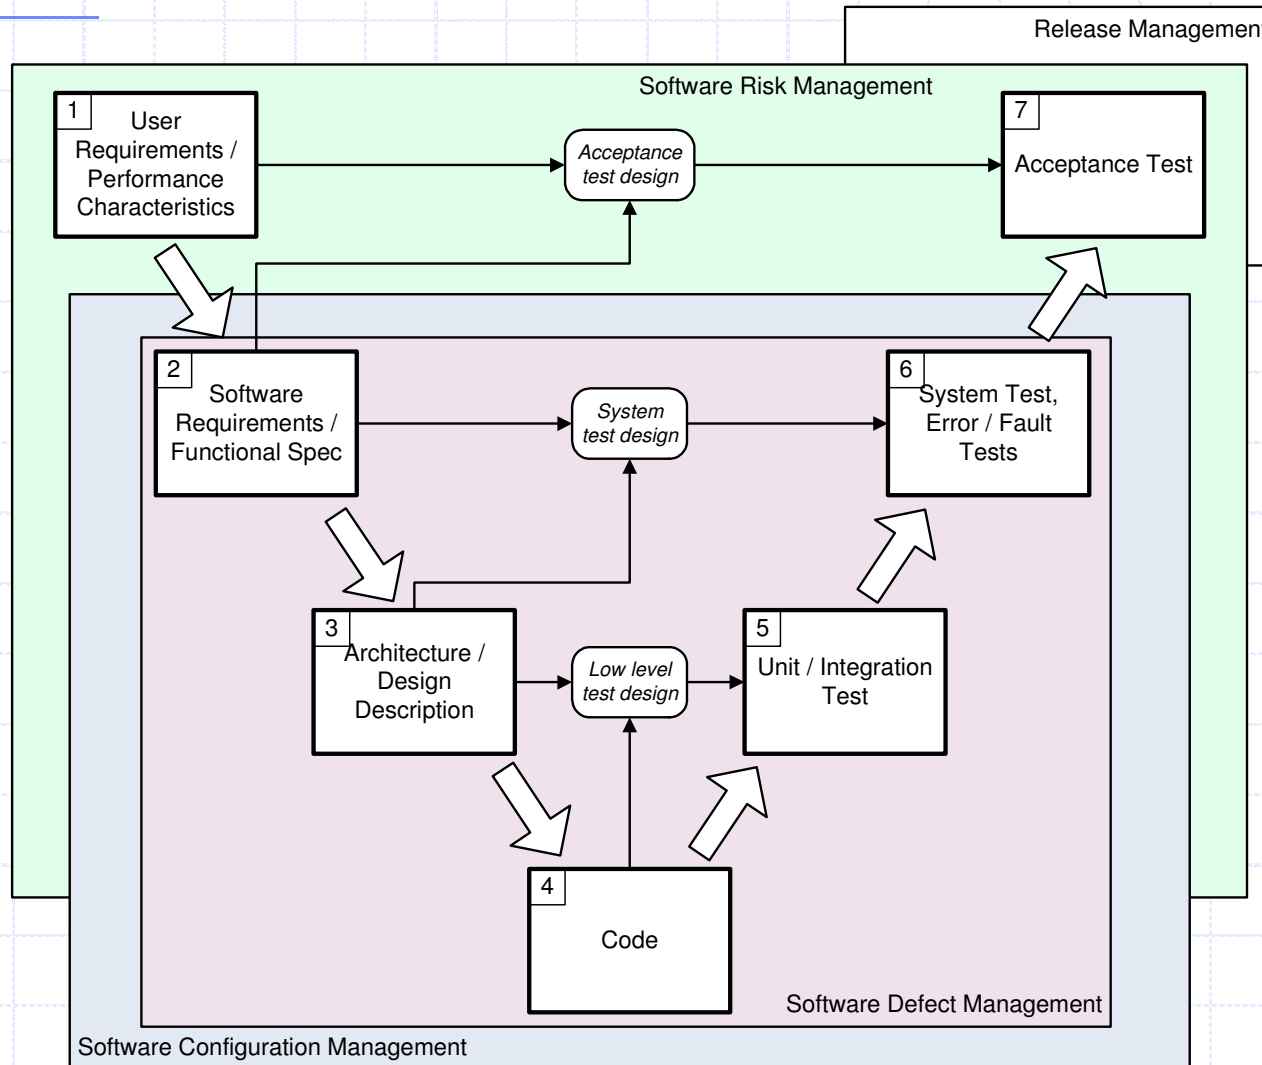 Release Management
Software Risk Management
1
User
Requirements /
Performance
Characteristics
Acceptance
test design
7
Acceptance Test
2
Software
Requirements /
Functional Spec
System
test design
6
System Test,
Error / Fault
Tests
3
Architecture /
Design
Description
Low level
test design
5
Unit / Integration
Test
4
Code
Software Defect Management
Software Configuration Management